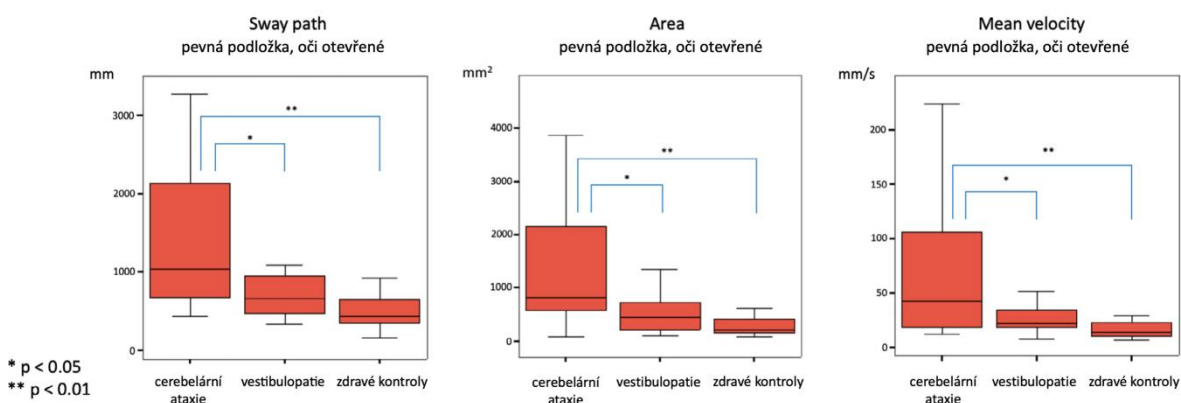 Sway path
pevná podložka, oči otevřené
mm
3000
2000
1000
0
**
*
cerebelární
ataxie
vestibulopatie
zdravé kontroly
Area
pevná podložka, oči otevřené
mm²
4000
3000
2000
1000
0
**
*
cerebelární
ataxie
vestibulopatie
zdravé kontroly
Mean velocity
pevná podložka, oči otevřené
mm/s
200
150
100
50
0
**
*
cerebelární
ataxie
vestibulopatie
zdravé kontroly
* p < 0.05
** p < 0.01